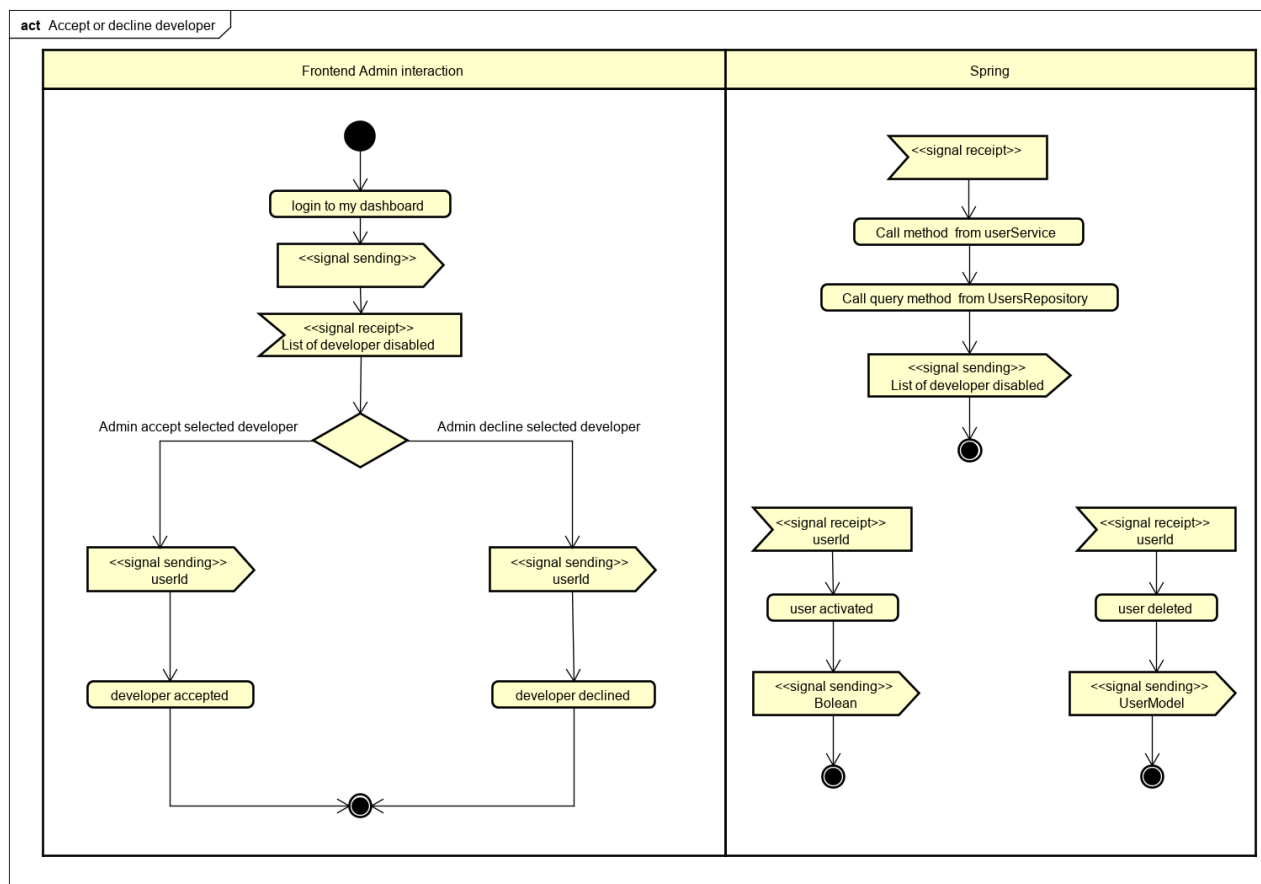 act Accept or decline developer
Frontend Admin interaction
Spring
login to my dashboard
<<signal sending>>
<<signal receipt>>
List of developer disabled
Admin accept selected developer
Admin decline selected developer
<<signal sending>>
userId
<<signal sending>>
userId
developer accepted
developer declined
<<signal receipt>>
Call method  from userService
Call query method  from UsersRepository
<<signal sending>>
List of developer disabled
<<signal receipt>>
userId
<<signal receipt>>
userId
user activated
user deleted
<<signal sending>>
Bolean
<<signal sending>>
UserModel